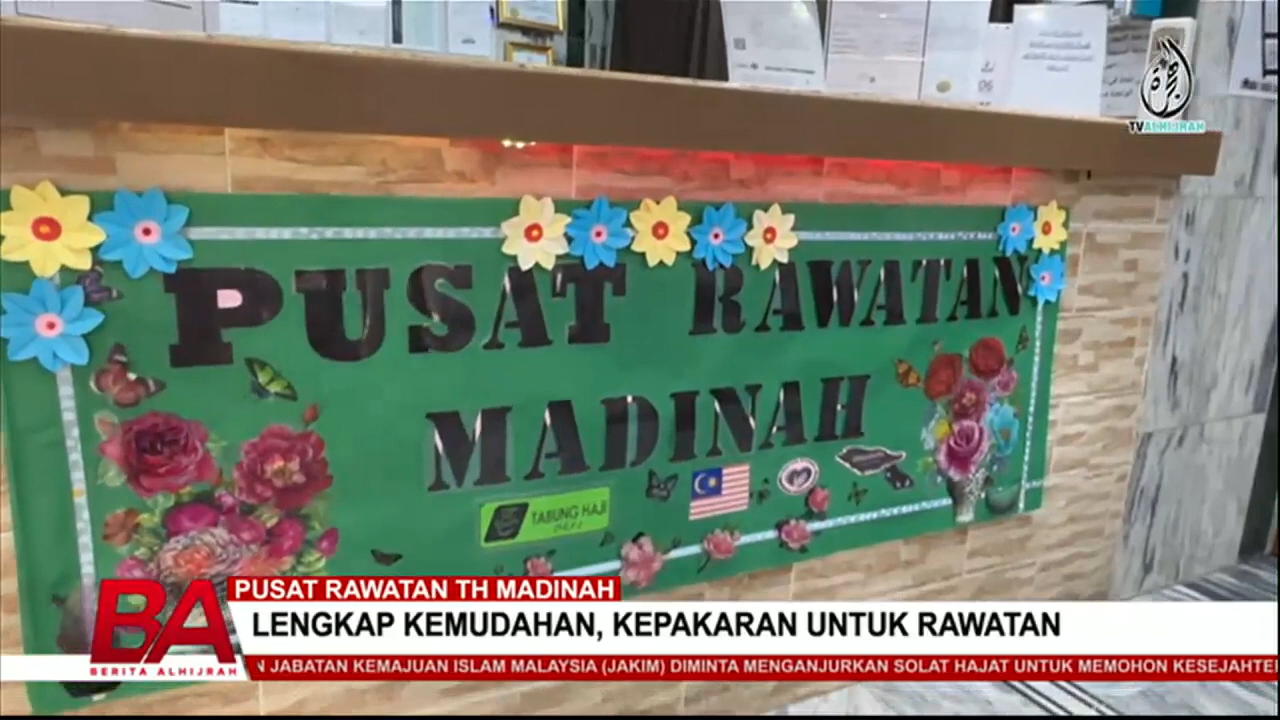 هجرة
TV ALHIJRAH
PUSAT RAWATAN
MADINAH
TABUNG HAJI
BA
BERITA ALHIJRAH
PUSAT RAWATAN TH MADINAH
LENGKAP KEMUDAHAN, KEPAKARAN UNTUK RAWATAN
N JABATAN KEMAJUAN ISLAM MALAYSIA (JAKIM) DIMINTA MENGANJURKAN SOLAT HAJAT UNTUK MEMOHON KESEJAHTE